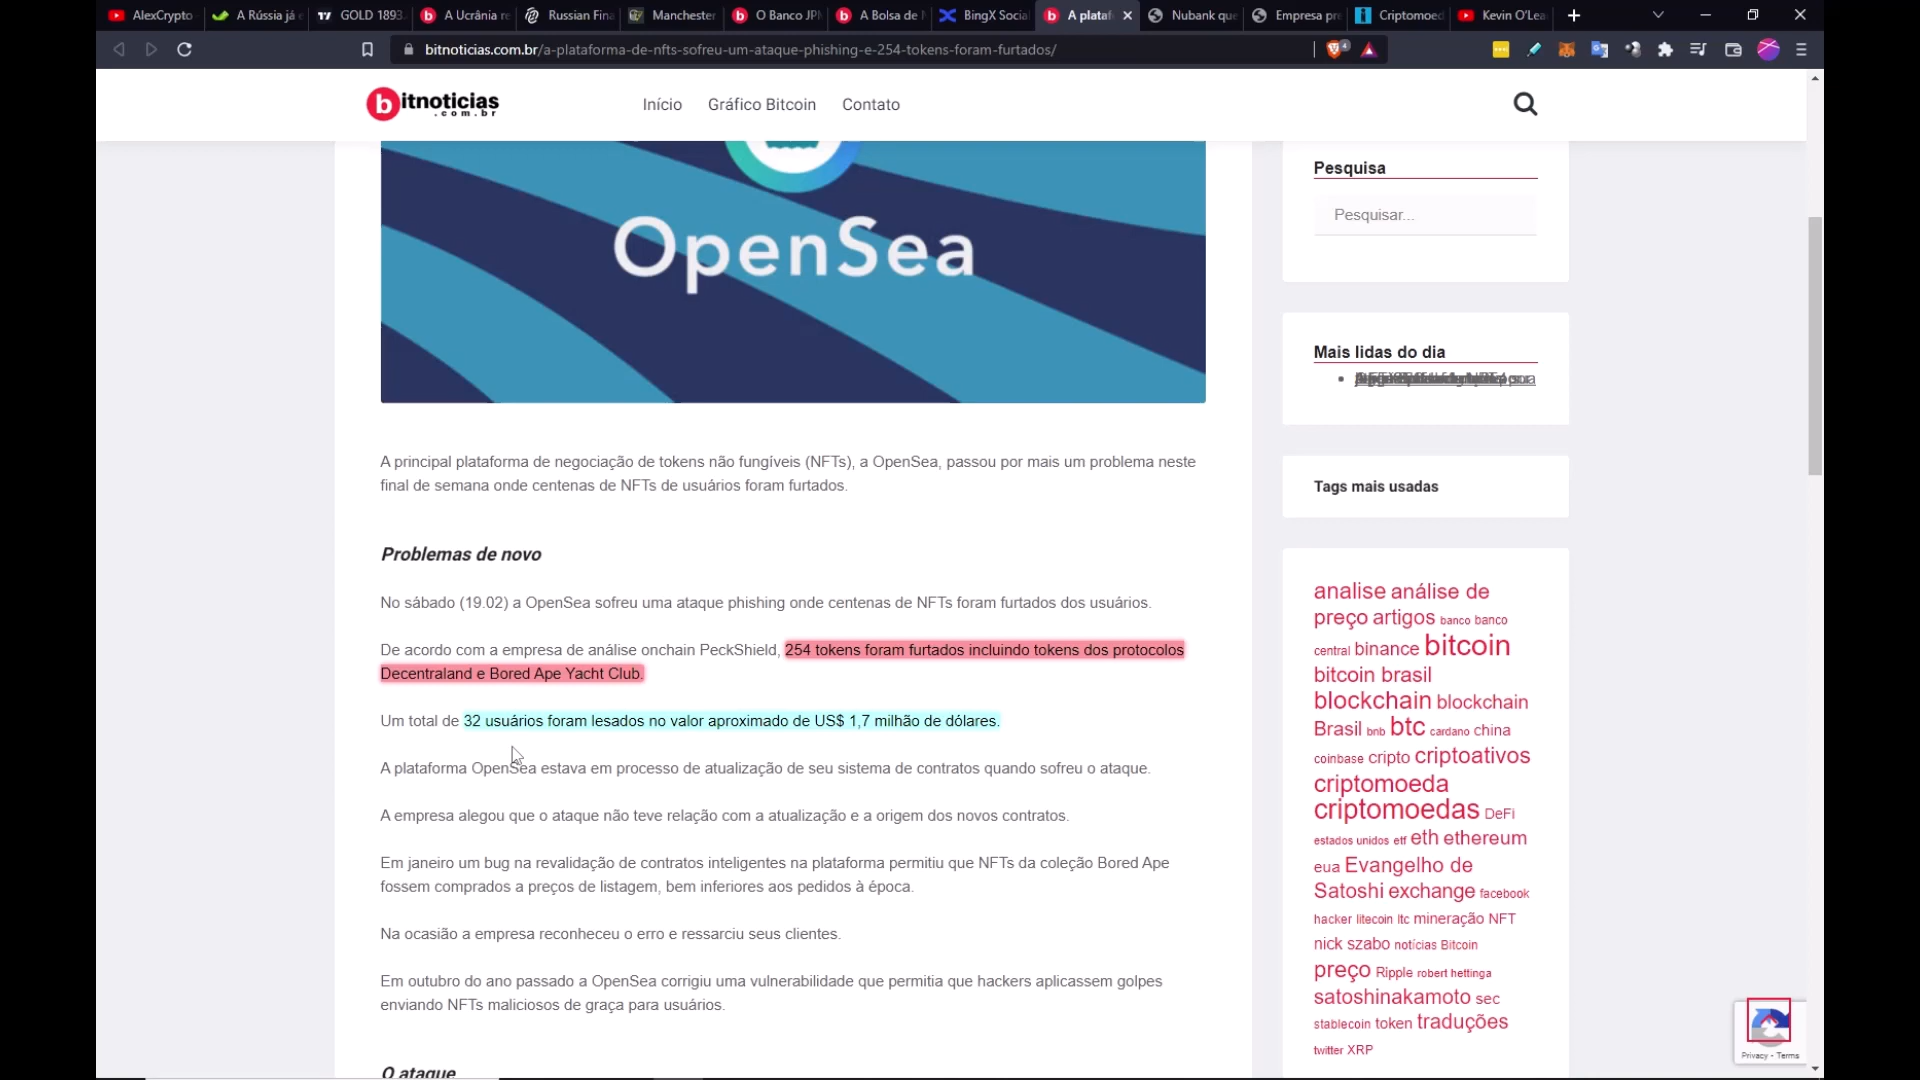 AlexCrypto
A Rússia já
GOLD 1893.
A Ucrânia re
Russian Fina
Manchester
O Banco JPM
A Bolsa de N
BingX Social
A plataf
Nubank que
Empresa pre
Criptomoed
Kevin O'Lea
bitnoticias.com.br/a-plataforma-de-nfts-sofreu-um-ataque-phishing-e-254-tokens-foram-furtados/
bitnoticias
.com.br
Início
Gráfico Bitcoin
Contato
OpenSea
A principal plataforma de negociação de tokens não fungíveis (NFTs), a OpenSea, passou por mais um problema neste
final de semana onde centenas de NFTs de usuários foram furtados.
Problemas de novo
No sábado (19.02) a OpenSea sofreu uma ataque phishing onde centenas de NFTs foram furtados dos usuários.
De acordo com a empresa de análise onchain PeckShield, 254 tokens foram furtados incluindo tokens dos protocolos
Decentraland e Bored Ape Yacht Club.
Um total de 32 usuários foram lesados no valor aproximado de US$ 1,7 milhão de dólares.
A plataforma OpenSea estava em processo de atualização de seu sistema de contratos quando sofreu o ataque.
A empresa alegou que o ataque não teve relação com a atualização e a origem dos novos contratos.
Em janeiro um bug na revalidação de contratos inteligentes na plataforma permitiu que NFTs da coleção Bored Ape
fossem comprados a preços de listagem, bem inferiores aos pedidos à época.
Na ocasião a empresa reconheceu o erro e ressarciu seus clientes.
Em outubro do ano passado a OpenSea corrigiu uma vulnerabilidade que permitia que hackers aplicassem golpes
enviando NFTs maliciosos de graça para usuários.
O ataque
Pesquisa
Pesquisar...
Mais lidas do dia
Tags mais usadas
analise análise de
preço artigos banco banco
central binance bitcoin
bitcoin brasil
blockchain blockchain
Brasil bnb btc cardano china
coinbase cripto criptoativos
criptomoeda
criptomoedas DeFi
estados unidos etf eth ethereum
eua Evangelho de
Satoshi exchange facebook
hacker litecoin ltc mineração NFT
nick szabo notícias Bitcoin
preço Ripple robert hettinga
satoshinakamoto sec
stablecoin token traduções
twitter XRP
Privacy - Terms